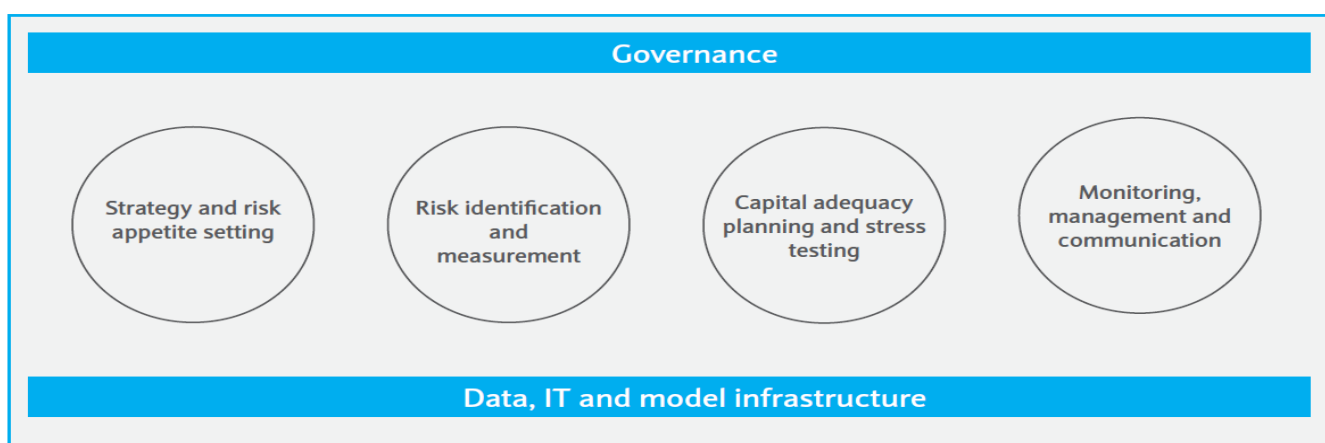 Governance
Strategy and risk
appetite setting
Risk identification
and
measurement
Capital adequacy
planning and stress
testing
Monitoring,
management and
communication
Data, IT and model infrastructure